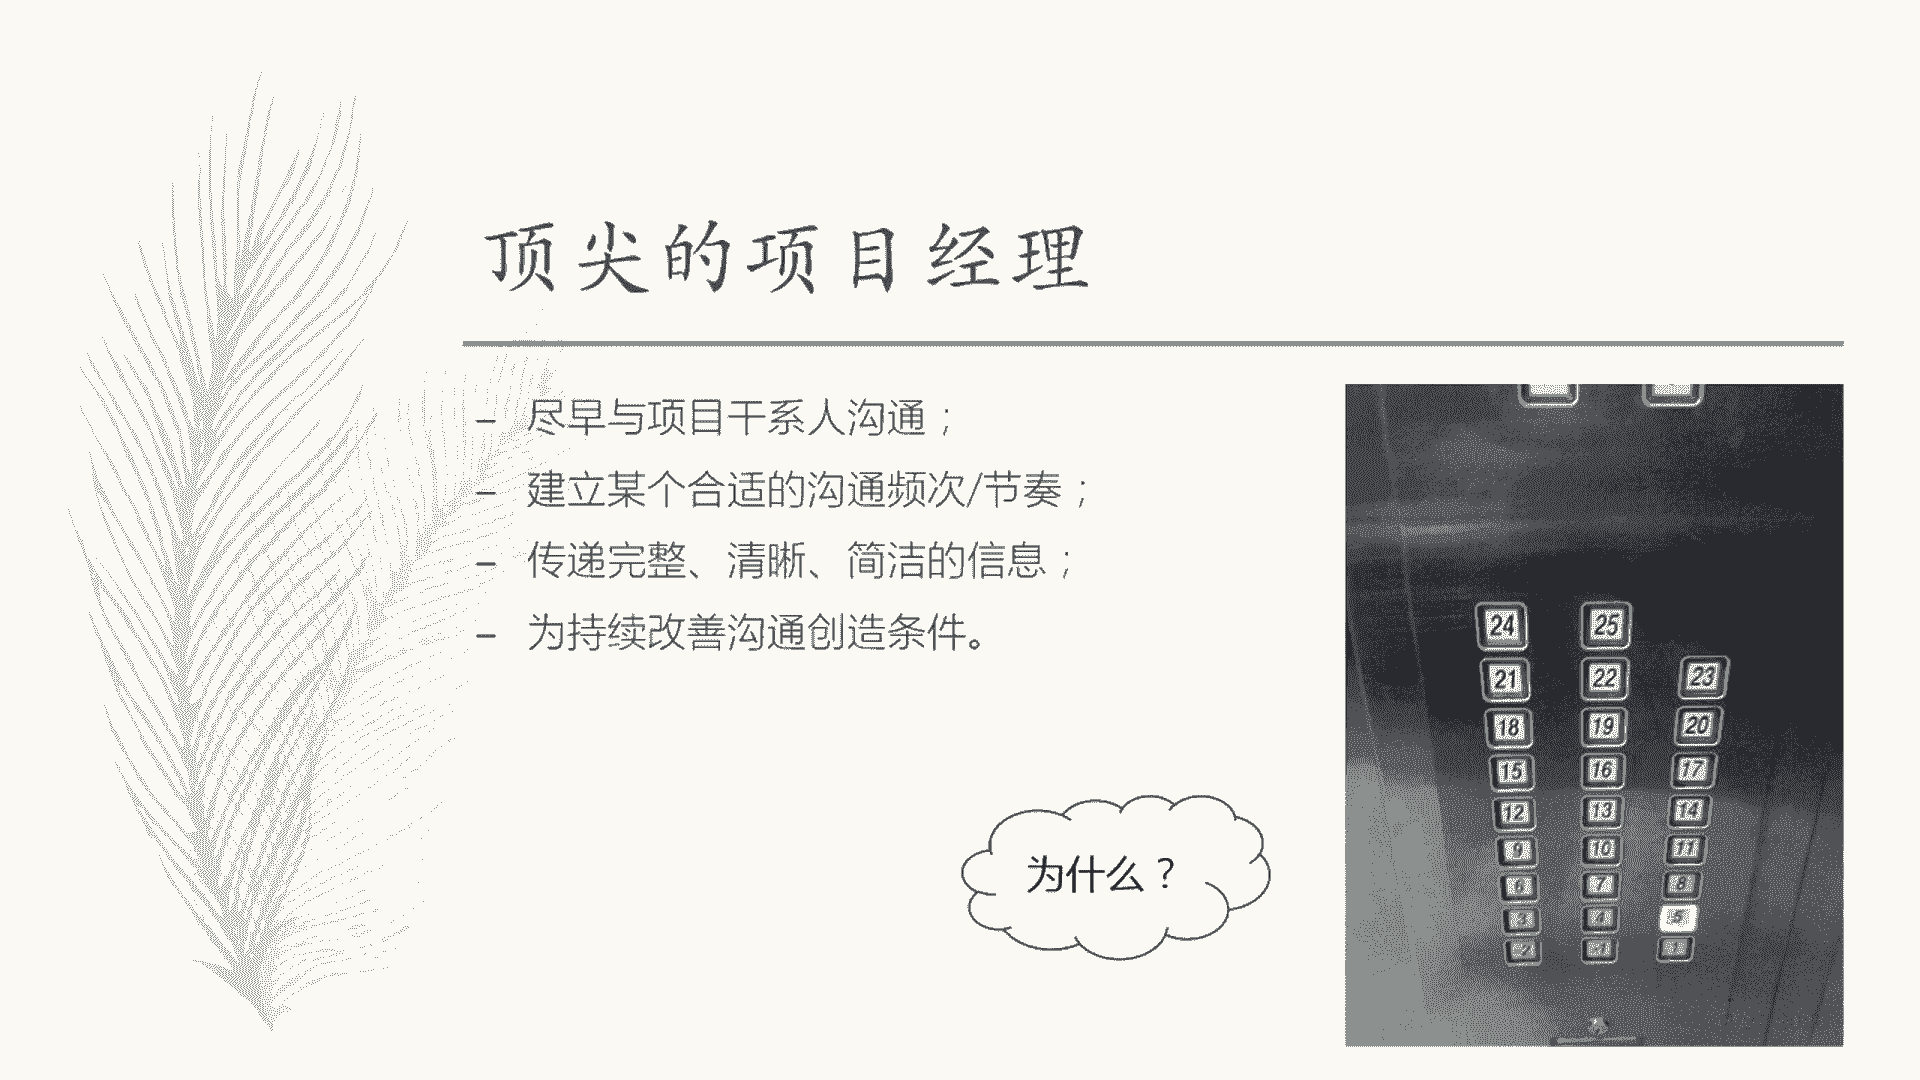 顶尖的项目经理
– 尽早与项目干系人沟通；
– 建立某个合适的沟通频次/节奏；
– 传递完整、清晰、简洁的信息；
– 为持续改善沟通创造条件。
为什么？
24 25
21 22 23
18 19 20
15 16 17
12 13 14
9 10 11
6 7 8
3 4 5